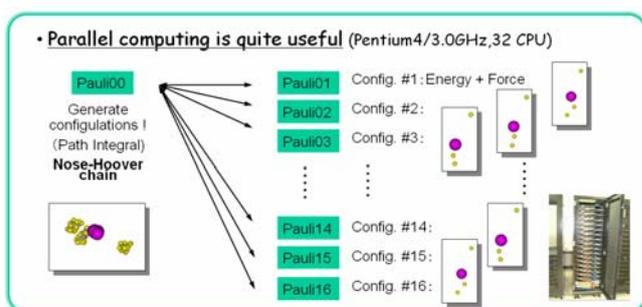 • Parallel computing is quite useful (Pentium4/3.0GHz,32 CPU)
Pauli00
Generate
configulations !
(Path Integral)
Nose-Hoover
chain
Pauli01 Config. #1：Energy + Force
Pauli02 Config. #2：
Pauli03 Config. #3：
Pauli14 Config. #14：
Pauli15 Config. #15：
Pauli16 Config. #16：